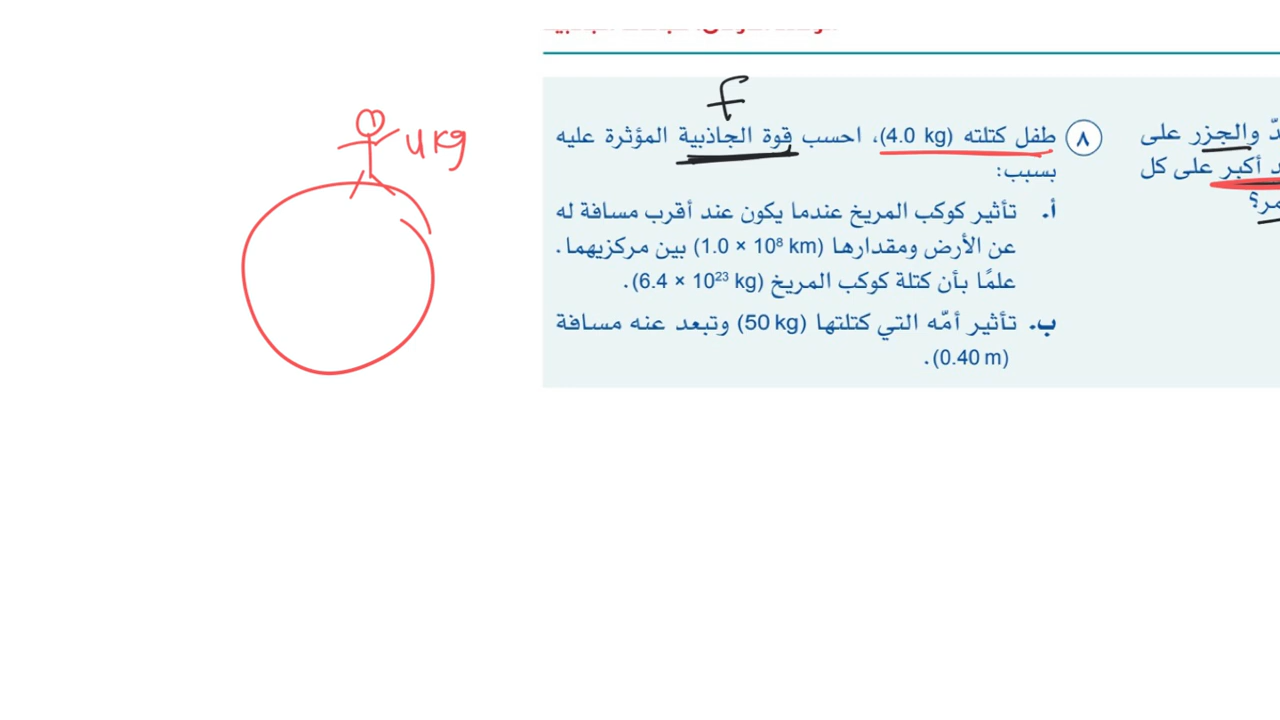 f
٨ طفل كتلته (4.0 kg)، احسب قوة الجاذبية المؤثرة عليه
بسبب:
أ. تأثير كوكب المريخ عندما يكون عند أقرب مسافة له
عن الأرض ومقدارها (1.0 × 10⁸ km) بين مركزيهما.
علمًا بأن كتلة كوكب المريخ (6.4 × 10²³ kg).
ب. تأثير أمّه التي كتلتها (50 kg) وتبعد عنه مسافة
(0.40 m).
والجزر على
أكبر على كل
4 kg